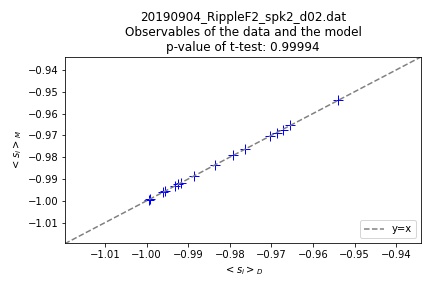 20190904_RippleF2_spk2_d02.dat
Observables of the data and the model
p-value of t-test: 0.99994
< s_i >_M
−0.94
−0.95
−0.96
−0.97
−0.98
−0.99
−1.00
−1.01
y=x
−1.01 −1.00 −0.99 −0.98 −0.97 −0.96 −0.95 −0.94
< s_i >_D